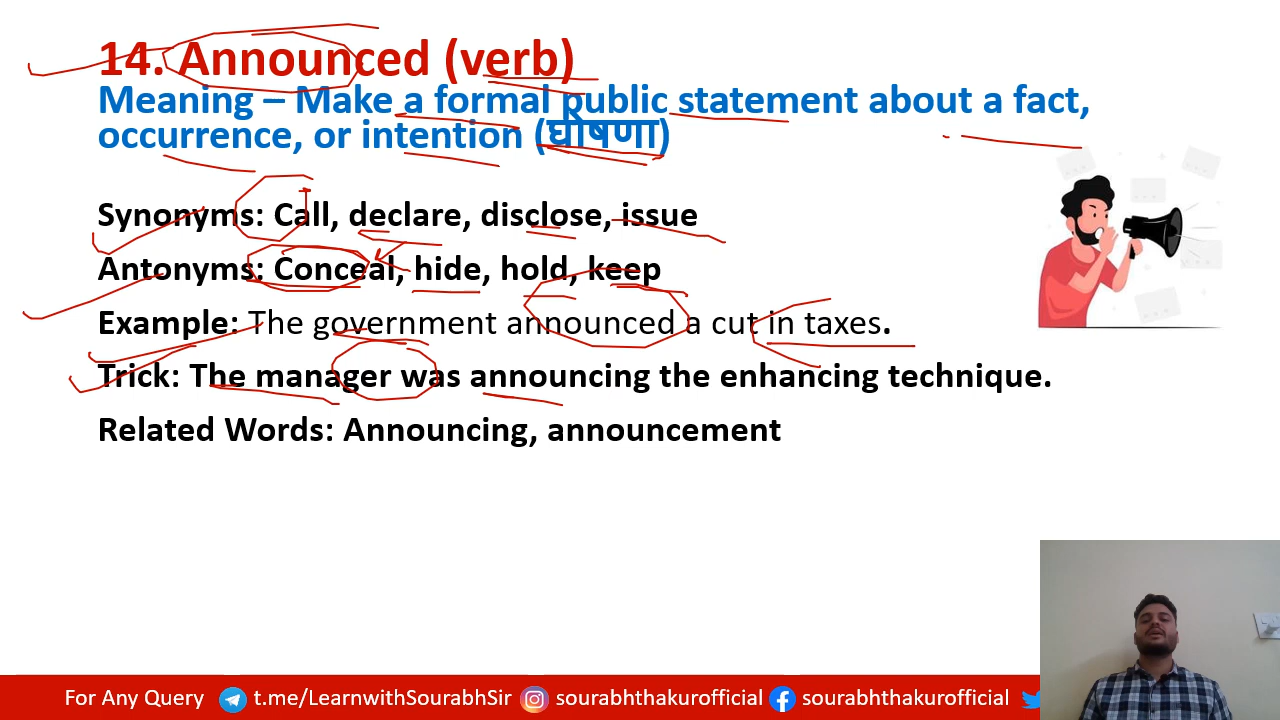 14. Announced (verb)
Meaning – Make a formal public statement about a fact,
occurrence, or intention (घोषणा)
Synonyms: Call, declare, disclose, issue
Antonyms: Conceal, hide, hold, keep
Example: The government announced a cut in taxes.
Trick: The manager was announcing the enhancing technique.
Related Words: Announcing, announcement
For Any Query t.me/LearnwithSourabhSir sourabhthakurofficial sourabhthakurofficial